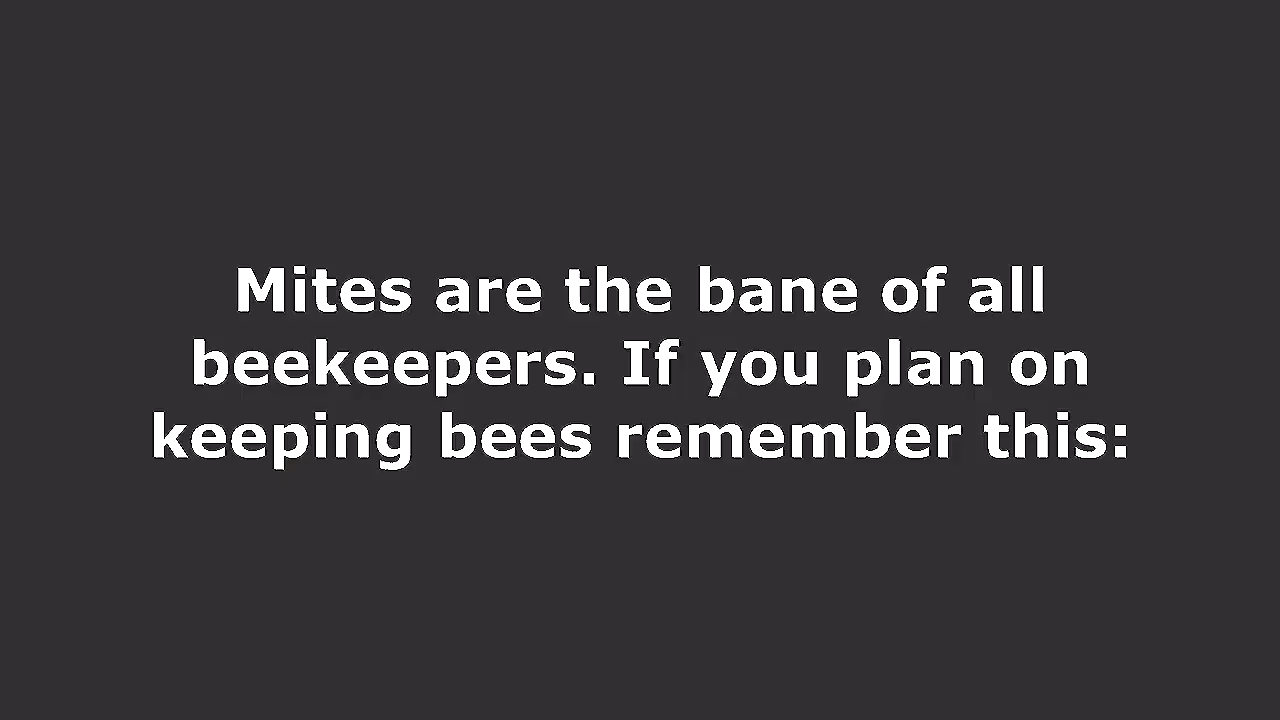 Mites are the bane of all
beekeepers. If you plan on
keeping bees remember this: